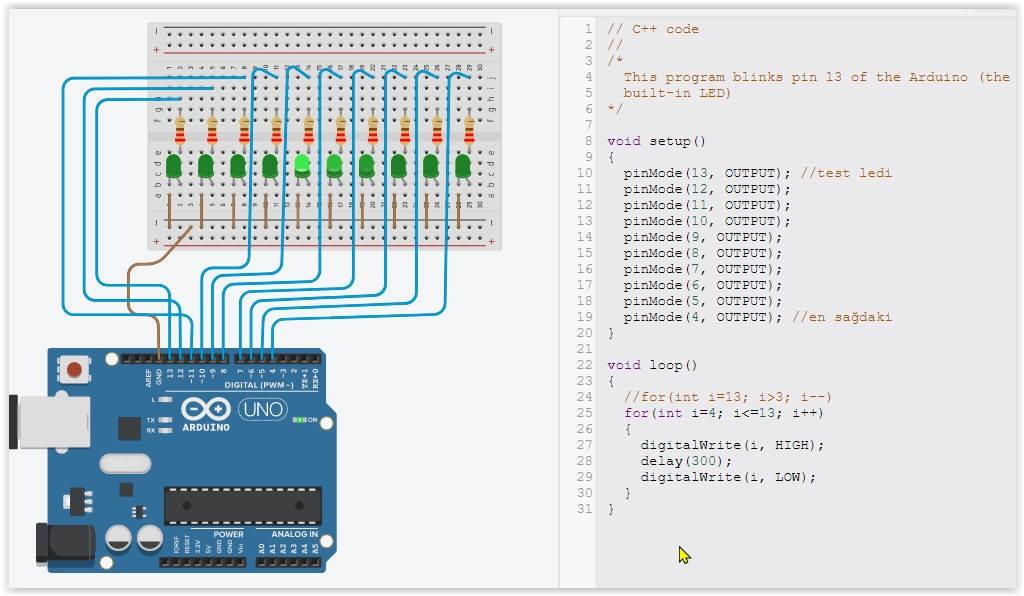 1 // C++ code
2 //
3 /*
4   This program blinks pin 13 of the Arduino (the
5   built-in LED)
6 */
7
8 void setup()
9 {
10   pinMode(13, OUTPUT); //test ledi
11   pinMode(12, OUTPUT);
12   pinMode(11, OUTPUT);
13   pinMode(10, OUTPUT);
14   pinMode(9, OUTPUT);
15   pinMode(8, OUTPUT);
16   pinMode(7, OUTPUT);
17   pinMode(6, OUTPUT);
18   pinMode(5, OUTPUT);
19   pinMode(4, OUTPUT); //en sağdaki
20 }
21
22 void loop()
23 {
24   //for(int i=13; i>3; i--)
25   for(int i=4; i<=13; i++)
26   {
27     digitalWrite(i, HIGH);
28     delay(300);
29     digitalWrite(i, LOW);
30   }
31 }
AREF
GND
13
12
~11
~10
~9
8
7
~6
~5
4
~3
2
TX→1
RX←0
DIGITAL (PWM~)
L
TX
RX
UNO
ON
ARDUINO
POWER
ANALOG IN
IOREF
RESET
3.3V
5V
GND
GND
Vin
A0
A1
A2
A3
A4
A5